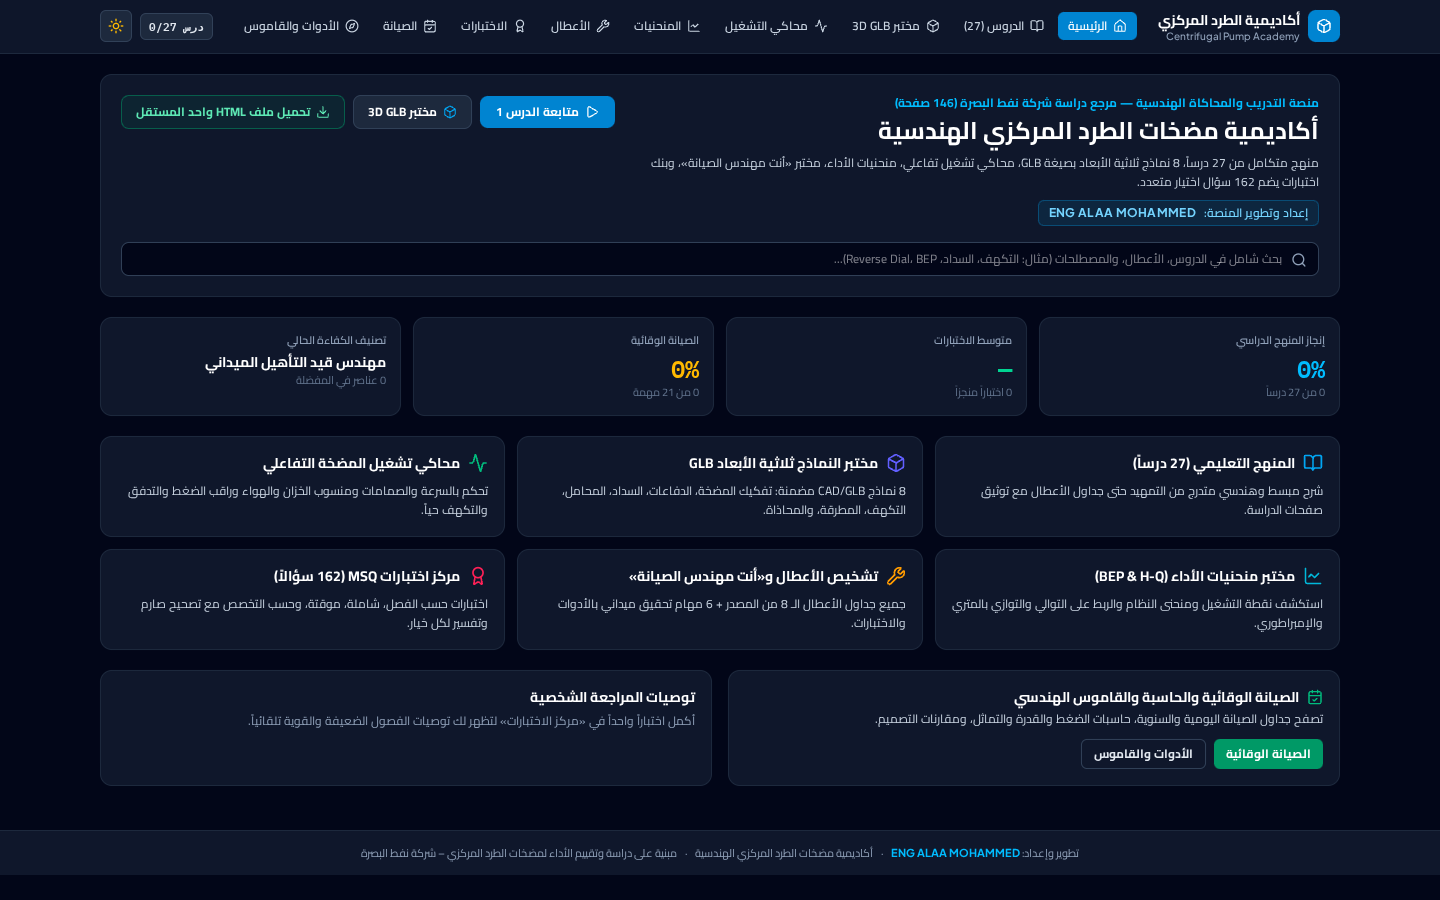 أكاديمية الطرد المركزي
Centrifugal Pump Academy
الرئيسية
الدروس (27)
مختبر 3D GLB
محاكي التشغيل
المنحنيات
الأعطال
الاختبارات
الصيانة
الأدوات والقاموس
0/27 درس
منصة التدريب والمحاكاة الهندسية — مرجع دراسة شركة نفط البصرة (146 صفحة)
أكاديمية مضخات الطرد المركزي الهندسية
منهج متكامل من 27 درساً، 8 نماذج ثلاثية الأبعاد بصيغة GLB، محاكي تشغيل تفاعلي، منحنيات الأداء، مختبر «أنت مهندس الصيانة»، وبنك
اختبارات يضم 162 سؤال اختيار متعدد.
إعداد وتطوير المنصة: ENG ALAA MOHAMMED
متابعة الدرس 1
مختبر 3D GLB
تحميل ملف HTML واحد المستقل
بحث شامل في الدروس، الأعطال، والمصطلحات (مثال: التكهف، السداد، Reverse Dial، BEP)...
إنجاز المنهج الدراسي
0%
0 من 27 درساً
متوسط الاختبارات
—
0 اختباراً منجزاً
الصيانة الوقائية
0%
0 من 21 مهمة
تصنيف الكفاءة الحالي
مهندس قيد التأهيل الميداني
0 عناصر في المفضلة
المنهج التعليمي (27 درساً)
شرح مبسط وهندسي متدرج من التمهيد حتى جداول الأعطال مع توثيق
صفحات الدراسة.
مختبر النماذج ثلاثية الأبعاد GLB
8 نماذج CAD/GLB مضمنة: تفكيك المضخة، الدفاعات، السداد، المحامل،
التكهف، المطرقة، والمحاذاة.
محاكي تشغيل المضخة التفاعلي
تحكم بالسرعة والصمامات ومنسوب الخزان والهواء وراقب الضغط والتدفق
والتكهف حياً.
مختبر منحنيات الأداء (BEP & H-Q)
استكشف نقطة التشغيل ومنحنى النظام والربط على التوالي والتوازي بالمتري
والإمبراطوري.
تشخيص الأعطال و«أنت مهندس الصيانة»
جميع جداول الأعطال الـ 8 من المصدر + 6 مهام تحقيق ميداني بالأدوات
والاختبارات.
مركز اختبارات MSQ (162 سؤالاً)
اختبارات حسب الفصل، شاملة، موقتة، وحسب التخصص مع تصحيح صارم
وتفسير لكل خيار.
الصيانة الوقائية والحاسبة والقاموس الهندسي
تصفح جداول الصيانة اليومية والسنوية، حاسبات الضغط والقدرة والتماثل، ومقارنات التصميم.
الصيانة الوقائية
الأدوات والقاموس
توصيات المراجعة الشخصية
أكمل اختباراً واحداً في «مركز الاختبارات» لتظهر لك توصيات الفصول الضعيفة والقوية تلقائياً.
تطوير وإعداد: ENG ALAA MOHAMMED · أكاديمية مضخات الطرد المركزي الهندسية · مبنية على دراسة وتقييم الأداء لمضخات الطرد المركزي – شركة نفط البصرة